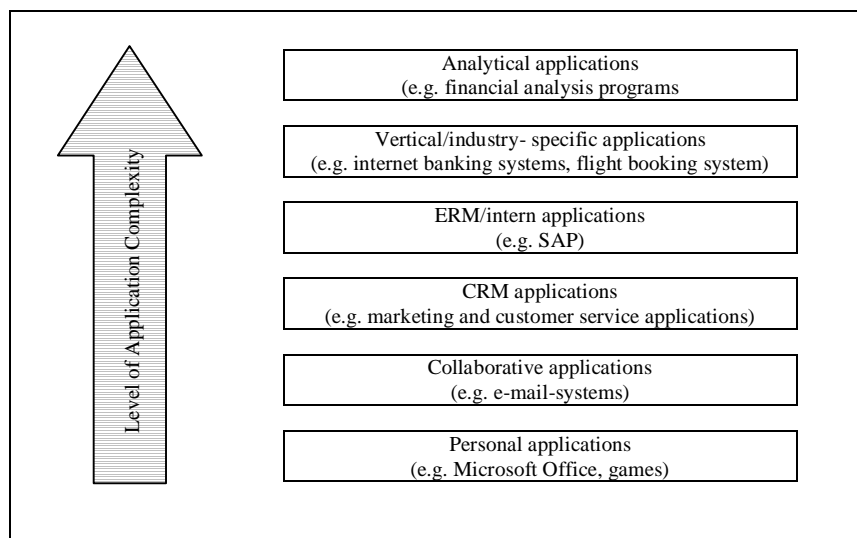 Level of Application Complexity
Analytical applications
(e.g. financial analysis programs
Vertical/industry- specific applications
(e.g. internet banking systems, flight booking system)
ERM/intern applications
(e.g. SAP)
CRM applications
(e.g. marketing and customer service applications)
Collaborative applications
(e.g. e-mail-systems)
Personal applications
(e.g. Microsoft Office, games)